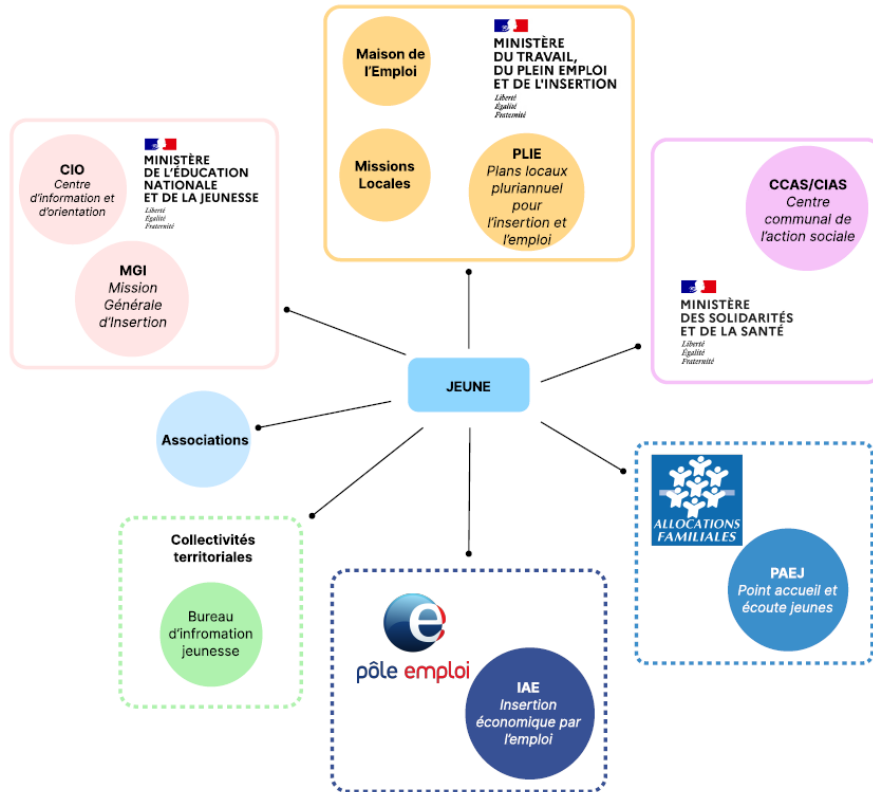 Maison de
l'Emploi
MINISTÈRE
DU TRAVAIL,
DU PLEIN EMPLOI
ET DE L'INSERTION
Liberté
Égalité
Fraternité
Missions
Locales
PLIE
Plans locaux
pluriannuel
pour
l'insertion et
l'emploi
CIO
Centre
d'information et
d'orientation
MINISTÈRE
DE L'ÉDUCATION
NATIONALE
ET DE LA JEUNESSE
Liberté
Égalité
Fraternité
MGI
Mission
Générale
d'Insertion
CCAS/CIAS
Centre
communal de
l'action sociale
MINISTÈRE
DES SOLIDARITÉS
ET DE LA SANTÉ
Liberté
Égalité
Fraternité
JEUNE
Associations
Collectivités
territoriales
Bureau
d'infromation
jeunesse
e
pôle emploi
IAE
Insertion
économique par
l'emploi
ALLOCATIONS
FAMILIALES
PAEJ
Point accueil et
écoute jeunes